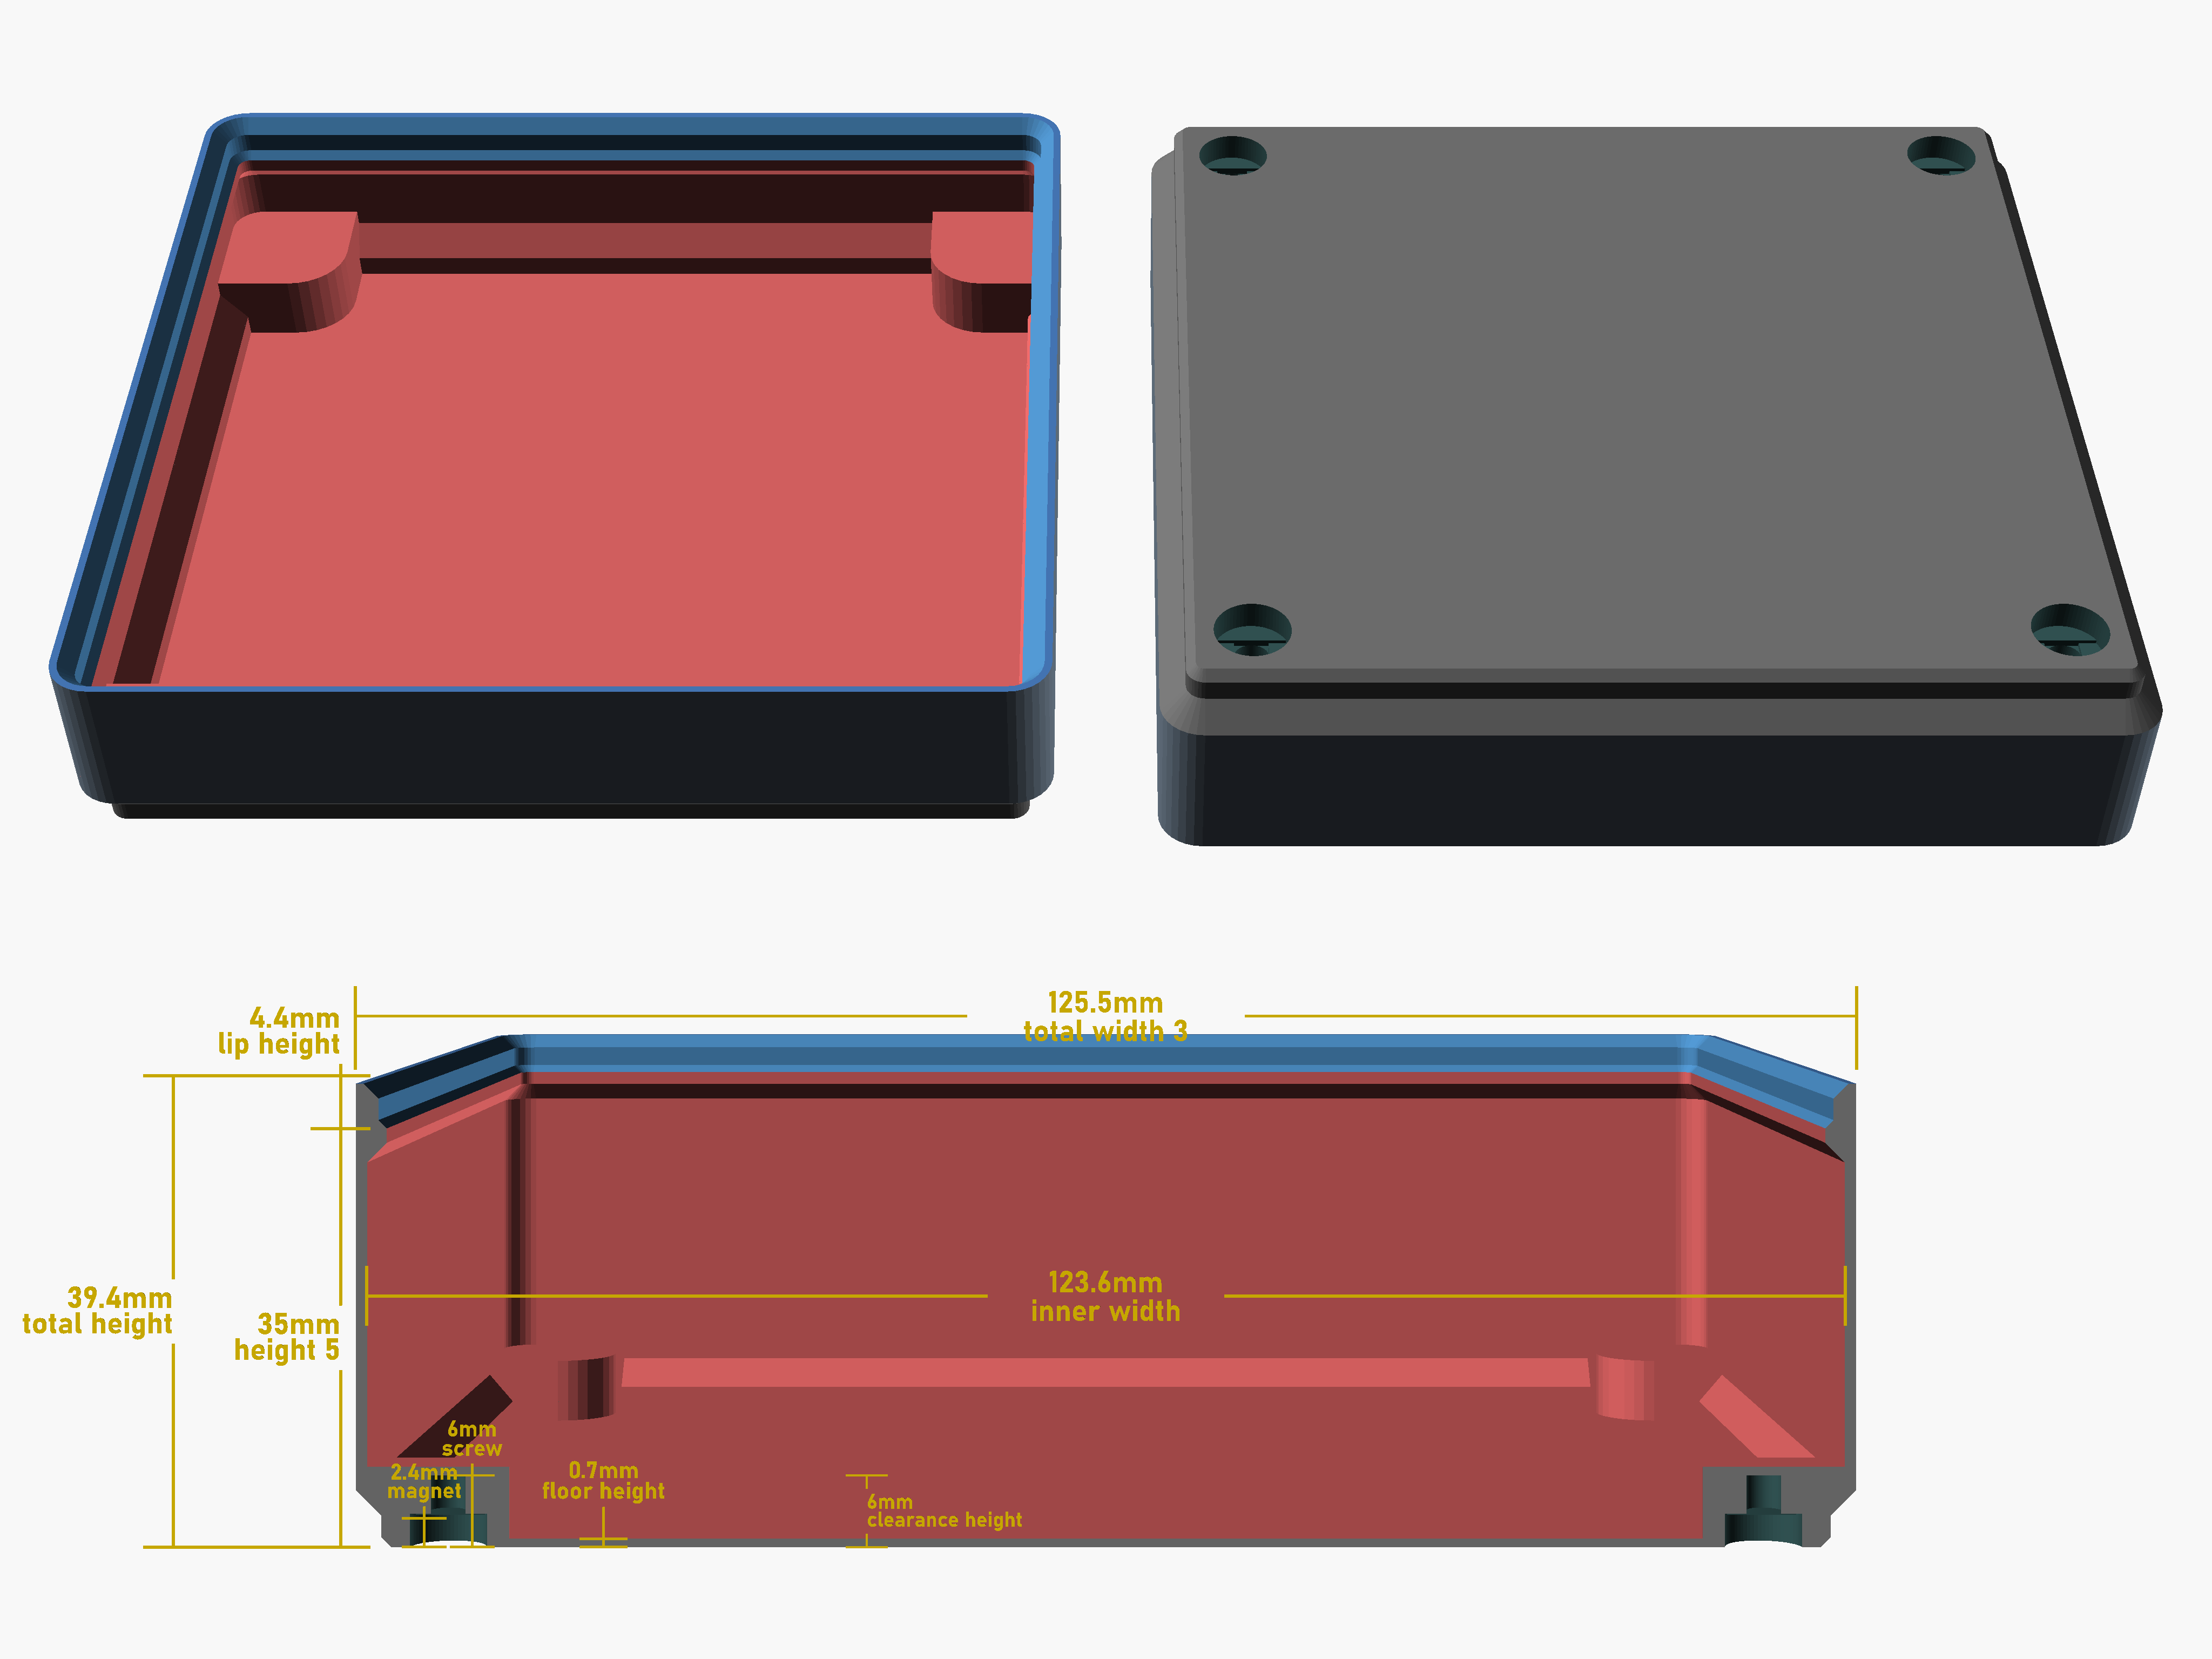 125.5mm
total width 3
4.4mm
lip height
123.6mm
inner width
39.4mm
total height
35mm
height 5
6mm
screw
2.4mm
magnet
0.7mm
floor height
6mm
clearance height